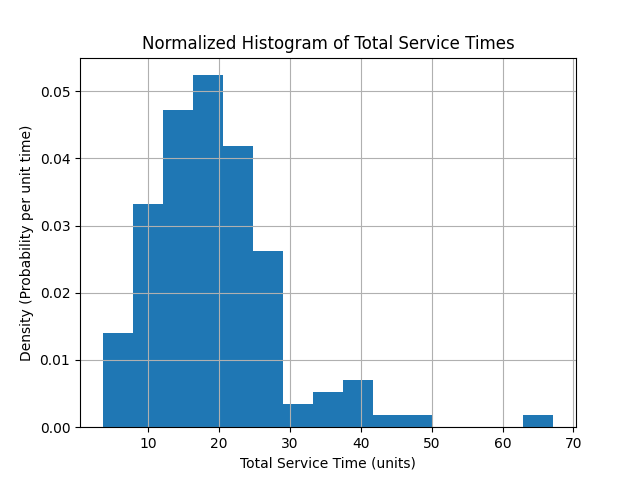 Normalized Histogram of Total Service Times
Density (Probability per unit time)
0.05
0.04
0.03
0.02
0.01
0.00
10 20 30 40 50 60 70
Total Service Time (units)